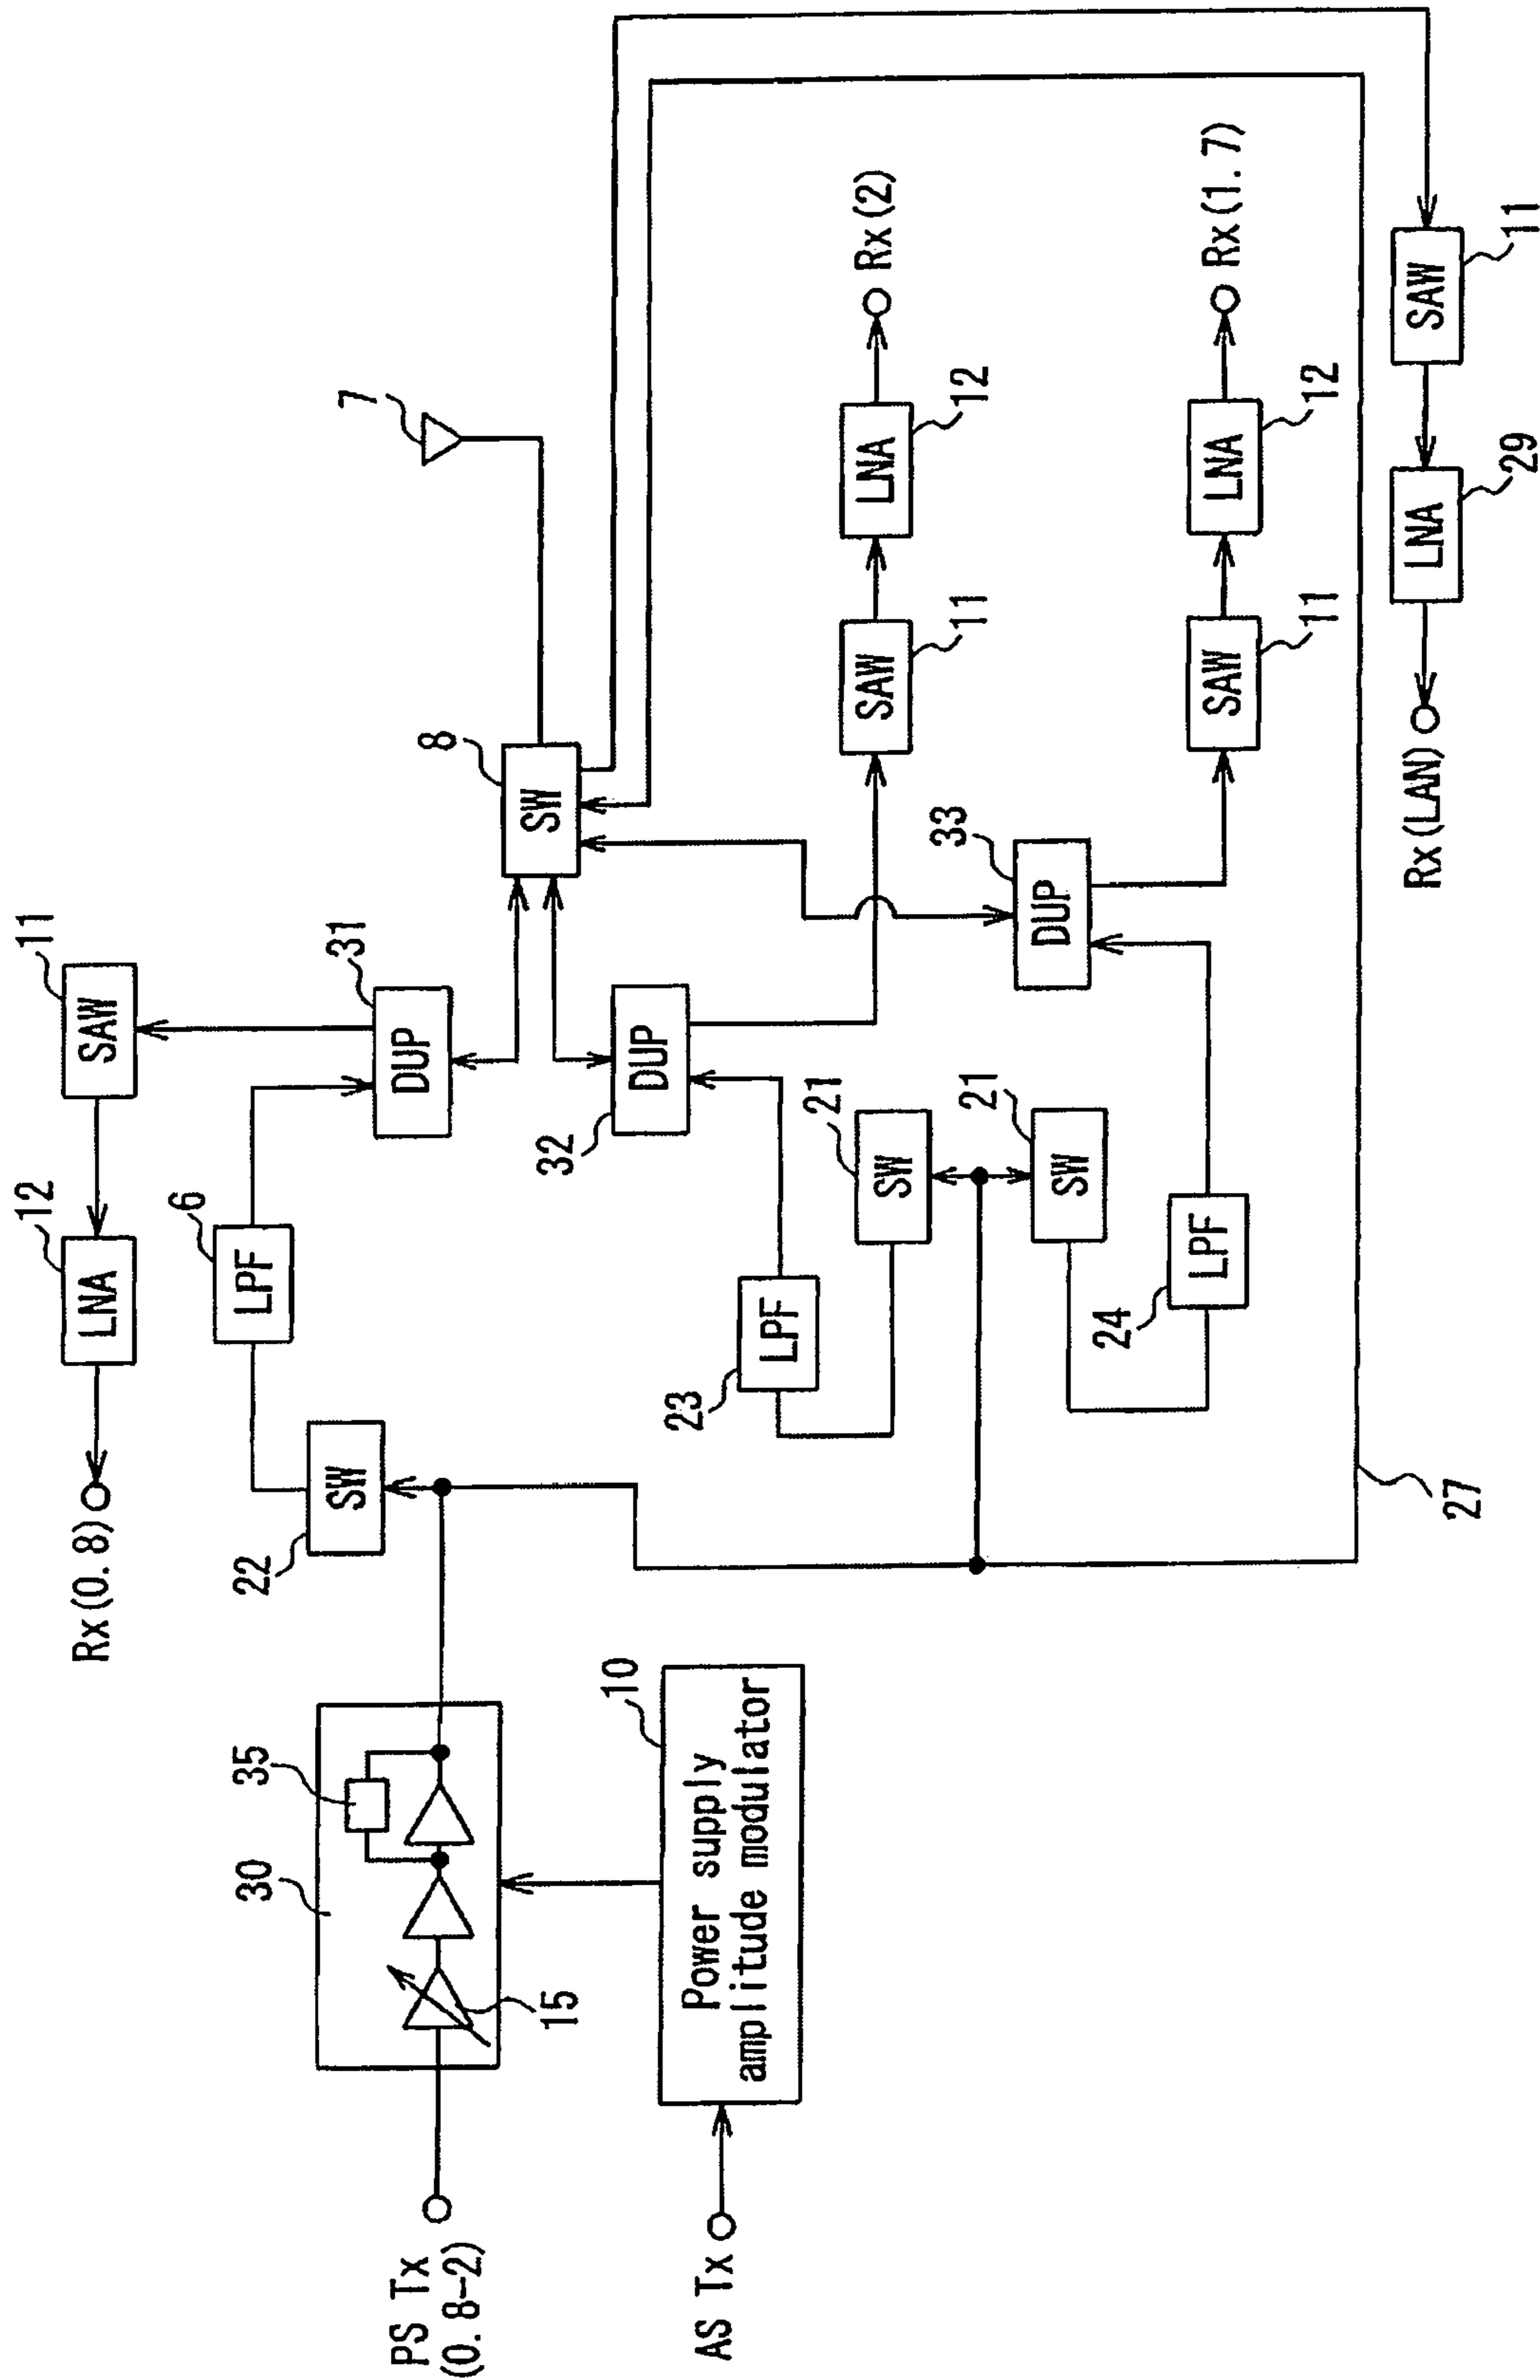 Rx(0.8)
12
LNA
11
SAW
6
LPF
31
DUP
22
SW
8
SW
7
30
35
15
PS Tx
(0.8-2)
10
Power supply
amplitude modulator
AS Tx
32
DUP
23
LPF
21
SW
21
SW
24
LPF
33
DUP
SAW
11
LNA
12
Rx(2)
SAW
11
LNA
12
Rx(1.7)
27
Rx(LAN)
LNA
29
SAW
11